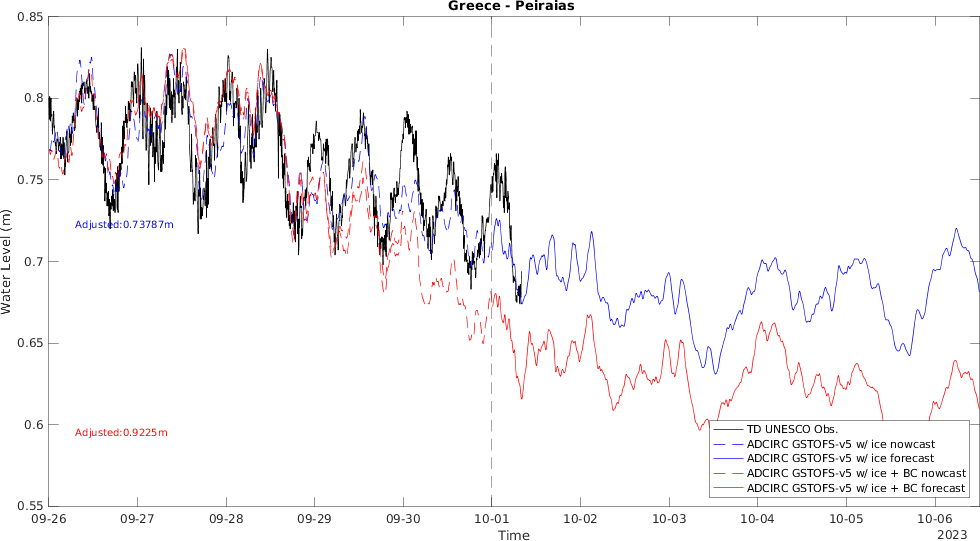 Greece - Peiraias
0.85
0.8
0.75
0.7
0.65
0.6
0.55
Water Level (m)
Adjusted:0.73787m
Adjusted:0.9225m
TD UNESCO Obs.
ADCIRC GSTOFS-v5 w/ ice nowcast
ADCIRC GSTOFS-v5 w/ ice forecast
ADCIRC GSTOFS-v5 w/ ice + BC nowcast
ADCIRC GSTOFS-v5 w/ ice + BC forecast
09-26 09-27 09-28 09-29 09-30 10-01 10-02 10-03 10-04 10-05 10-06
Time
2023